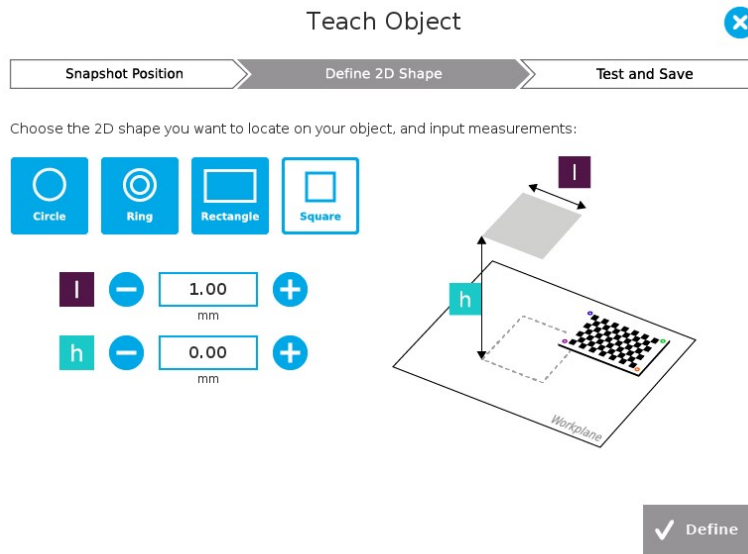 Teach Object
Snapshot Position
Define 2D Shape
Test and Save
Choose the 2D shape you want to locate on your object, and input measurements:
Circle
Ring
Rectangle
Square
l
1.00
mm
h
0.00
mm
l
h
Workplane
Define